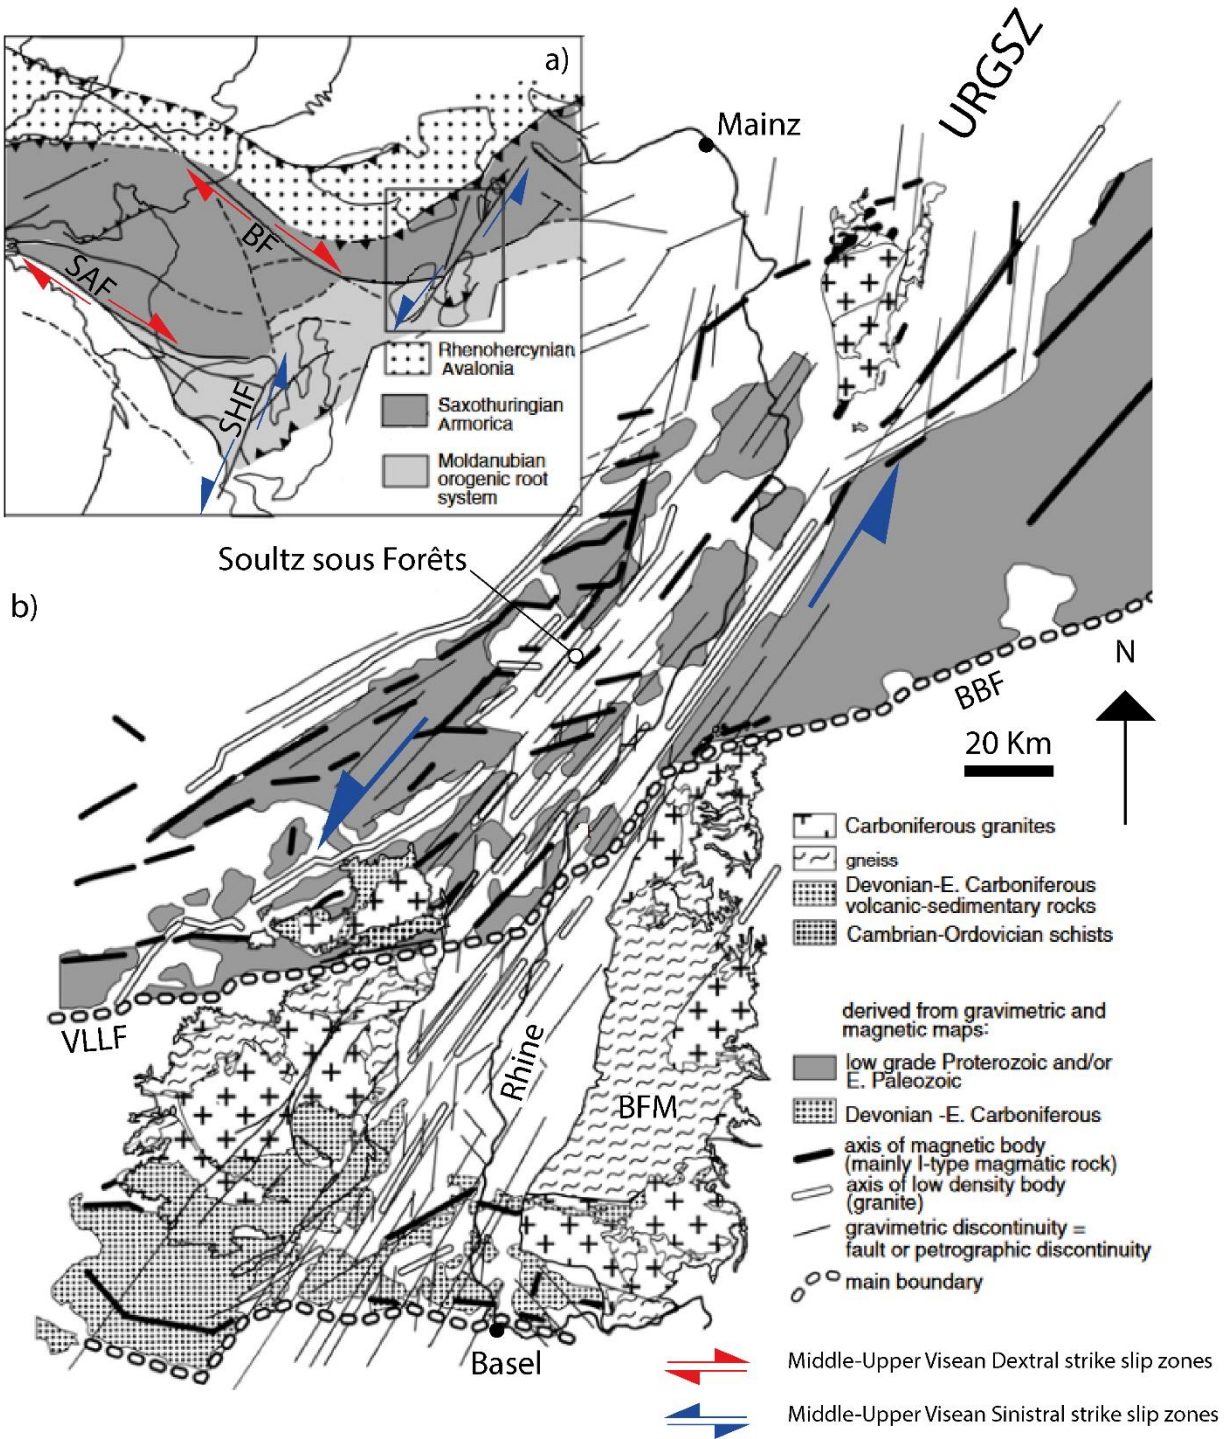 a)
URGSZ
Mainz
BF
SAF
SHF
Rhenohercynian
Avalonia
Saxothuringian
Armorica
Moldanubian
orogenic root
system
Soultz sous Forêts
b)
N
BBF
20 Km
VLLF
Rhine
BFM
Basel
Carboniferous granites
gneiss
Devonian-E. Carboniferous
volcanic-sedimentary rocks
Cambrian-Ordovician schists
derived from gravimetric and
magnetic maps:
low grade Proterozoic and/or
E. Paleozoic
Devonian -E. Carboniferous
axis of magnetic body
(mainly I-type magmatic rock)
axis of low density body
(granite)
gravimetric discontinuity =
fault or petrographic discontinuity
main boundary
Middle-Upper Visean Dextral strike slip zones
Middle-Upper Visean Sinistral strike slip zones